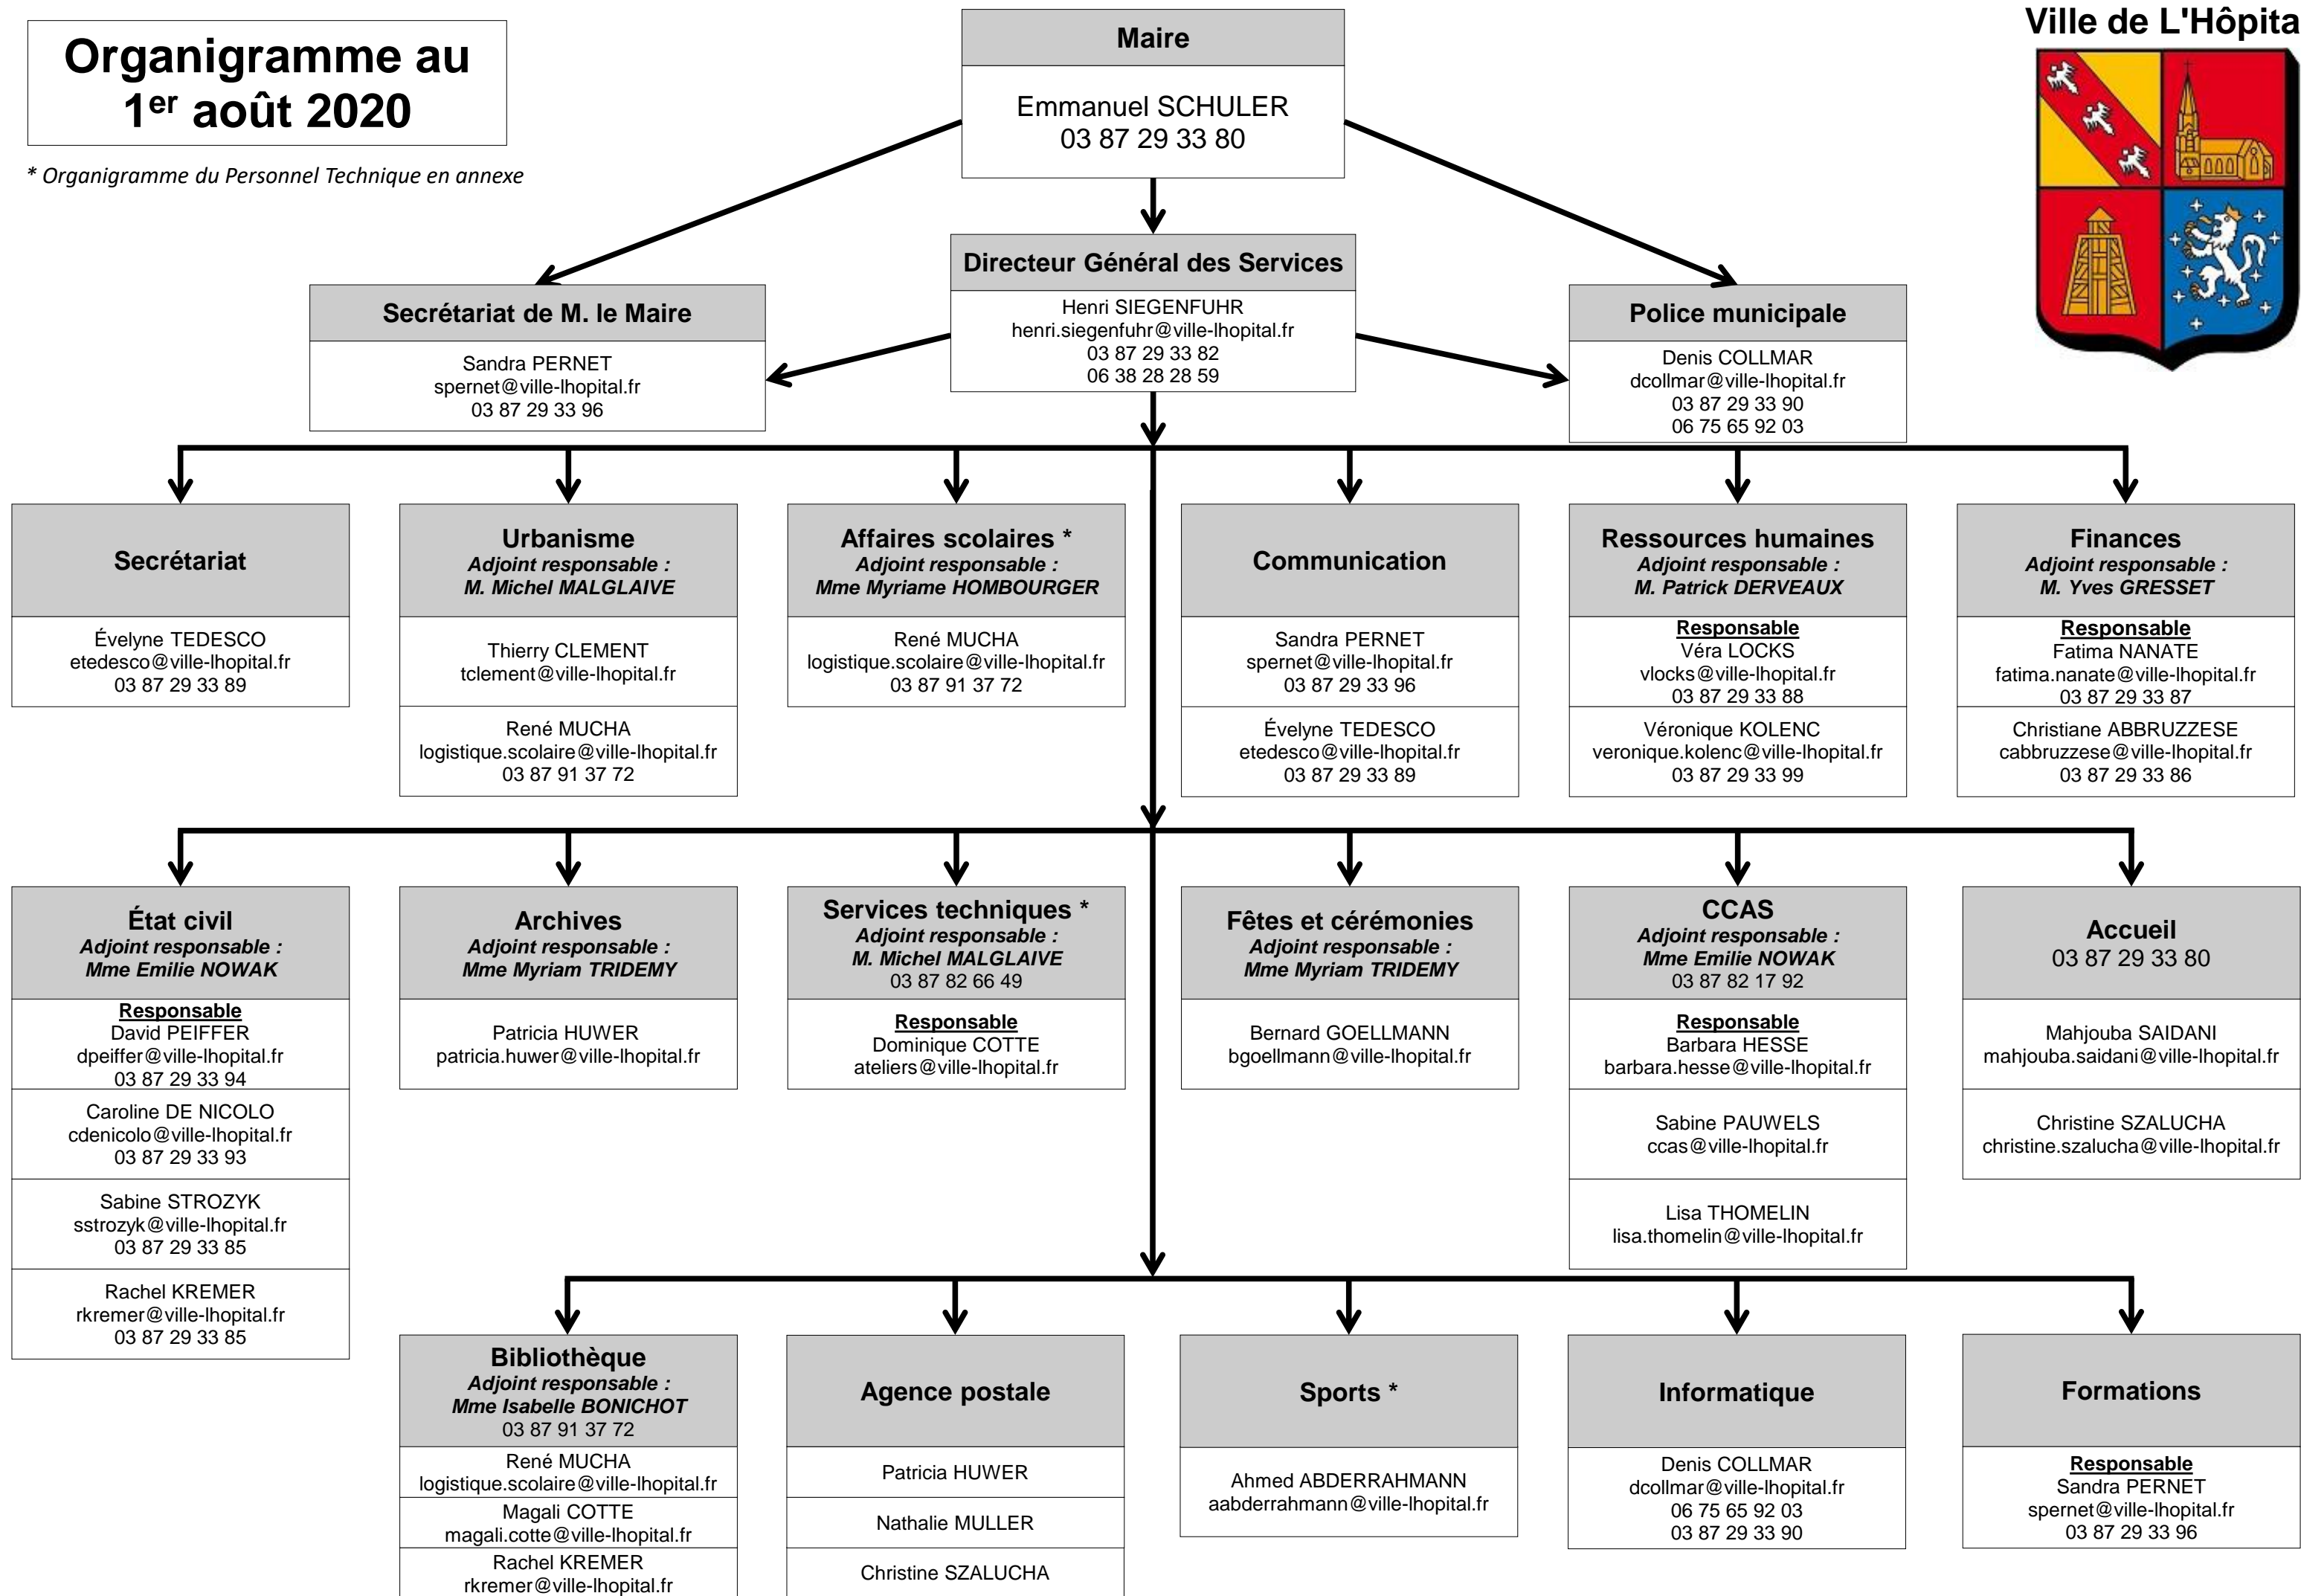 Organigramme au
1er août 2020
* Organigramme du Personnel Technique en annexe
Ville de L'Hôpita
Maire
Emmanuel SCHULER
03 87 29 33 80
Directeur Général des Services
Henri SIEGENFUHR
henri.siegenfuhr@ville-lhopital.fr
03 87 29 33 82
06 38 28 28 59
Secrétariat de M. le Maire
Sandra PERNET
spernet@ville-lhopital.fr
03 87 29 33 96
Police municipale
Denis COLLMAR
dcollmar@ville-lhopital.fr
03 87 29 33 90
06 75 65 92 03
Secrétariat
Évelyne TEDESCO
etedesco@ville-lhopital.fr
03 87 29 33 89
Urbanisme
Adjoint responsable :
M. Michel MALGLAIVE
Thierry CLEMENT
tclement@ville-lhopital.fr
René MUCHA
logistique.scolaire@ville-lhopital.fr
03 87 91 37 72
Affaires scolaires *
Adjoint responsable :
Mme Myriame HOMBOURGER
René MUCHA
logistique.scolaire@ville-lhopital.fr
03 87 91 37 72
Communication
Sandra PERNET
spernet@ville-lhopital.fr
03 87 29 33 96
Évelyne TEDESCO
etedesco@ville-lhopital.fr
03 87 29 33 89
Ressources humaines
Adjoint responsable :
M. Patrick DERVEAUX
Responsable
Véra LOCKS
vlocks@ville-lhopital.fr
03 87 29 33 88
Véronique KOLENC
veronique.kolenc@ville-lhopital.fr
03 87 29 33 99
Finances
Adjoint responsable :
M. Yves GRESSET
Responsable
Fatima NANATE
fatima.nanate@ville-lhopital.fr
03 87 29 33 87
Christiane ABBRUZZESE
cabbruzzese@ville-lhopital.fr
03 87 29 33 86
État civil
Adjoint responsable :
Mme Emilie NOWAK
Responsable
David PEIFFER
dpeiffer@ville-lhopital.fr
03 87 29 33 94
Caroline DE NICOLO
cdenicolo@ville-lhopital.fr
03 87 29 33 93
Sabine STROZYK
sstrozyk@ville-lhopital.fr
03 87 29 33 85
Rachel KREMER
rkremer@ville-lhopital.fr
03 87 29 33 85
Archives
Adjoint responsable :
Mme Myriam TRIDEMY
Patricia HUWER
patricia.huwer@ville-lhopital.fr
Services techniques *
Adjoint responsable :
M. Michel MALGLAIVE
03 87 82 66 49
Responsable
Dominique COTTE
ateliers@ville-lhopital.fr
Fêtes et cérémonies
Adjoint responsable :
Mme Myriam TRIDEMY
Bernard GOELLMANN
bgoellmann@ville-lhopital.fr
CCAS
Adjoint responsable :
Mme Emilie NOWAK
03 87 82 17 92
Responsable
Barbara HESSE
barbara.hesse@ville-lhopital.fr
Sabine PAUWELS
ccas@ville-lhopital.fr
Lisa THOMELIN
lisa.thomelin@ville-lhopital.fr
Accueil
03 87 29 33 80
Mahjouba SAIDANI
mahjouba.saidani@ville-lhopital.fr
Christine SZALUCHA
christine.szalucha@ville-lhopital.fr
Bibliothèque
Adjoint responsable :
Mme Isabelle BONICHOT
03 87 91 37 72
René MUCHA
logistique.scolaire@ville-lhopital.fr
Magali COTTE
magali.cotte@ville-lhopital.fr
Rachel KREMER
rkremer@ville-lhopital.fr
Agence postale
Patricia HUWER
Nathalie MULLER
Christine SZALUCHA
Sports *
Ahmed ABDERRAHMANN
aabderrahmann@ville-lhopital.fr
Informatique
Denis COLLMAR
dcollmar@ville-lhopital.fr
06 75 65 92 03
03 87 29 33 90
Formations
Responsable
Sandra PERNET
spernet@ville-lhopital.fr
03 87 29 33 96